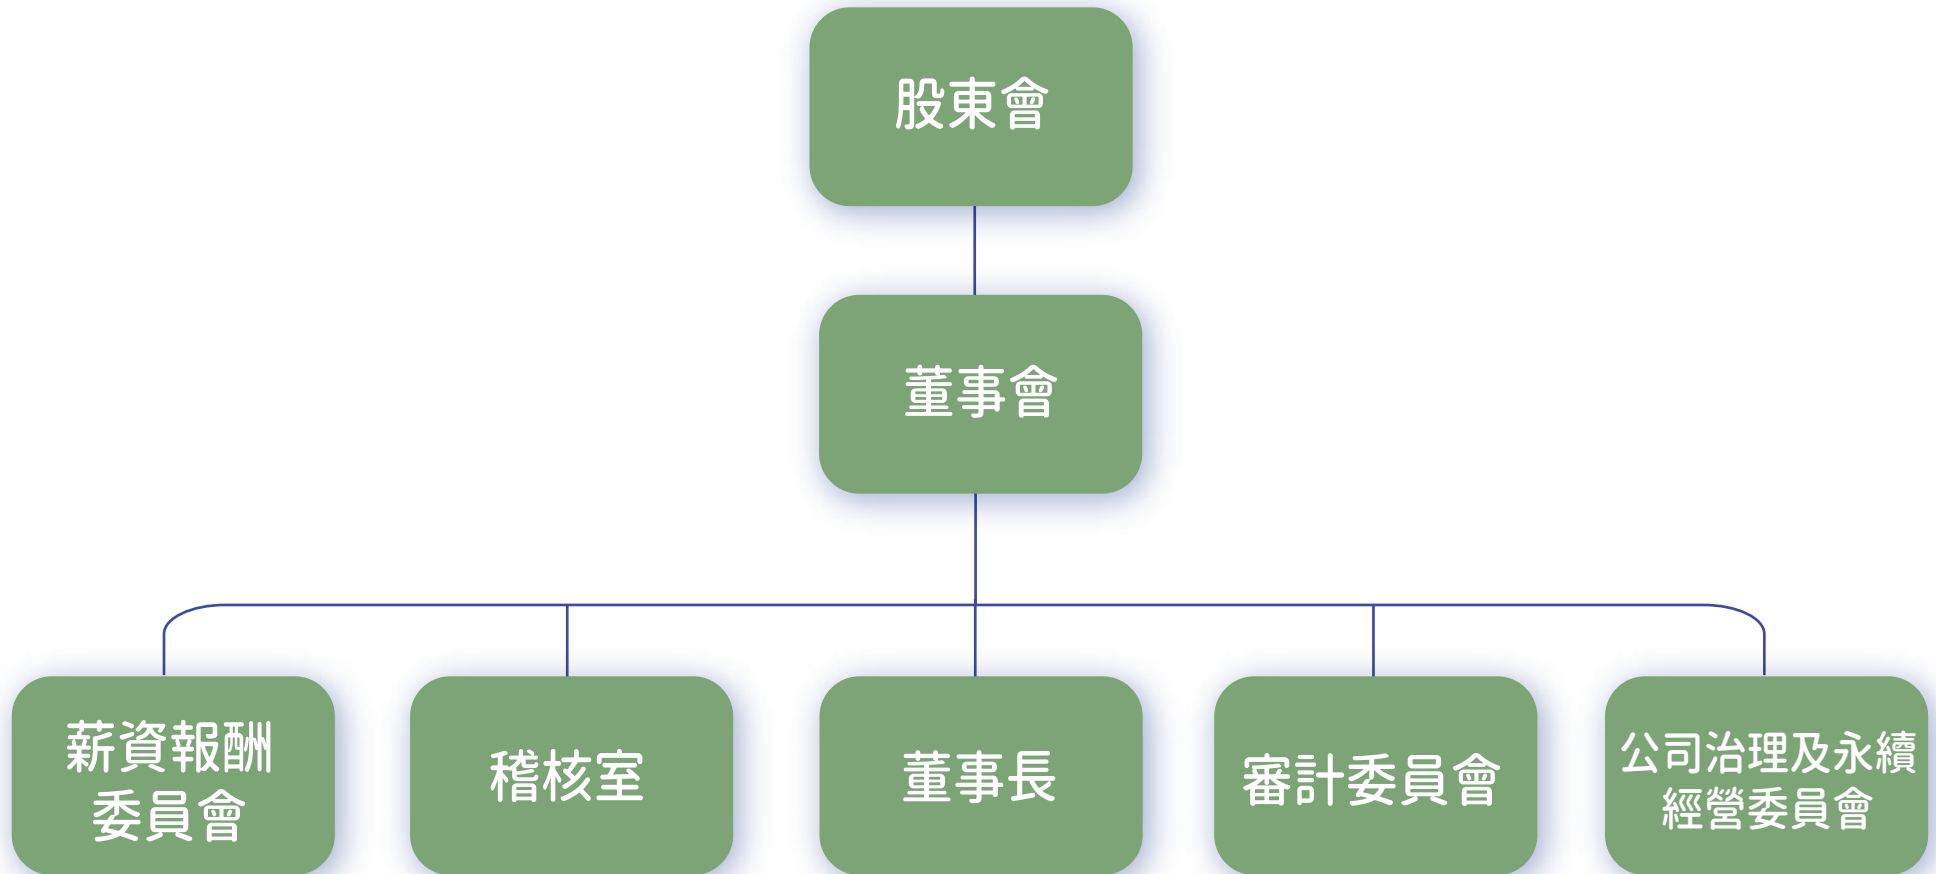 股東會
董事會
薪資報酬
委員會
稽核室
董事長
審計委員會
公司治理及永續
經營委員會